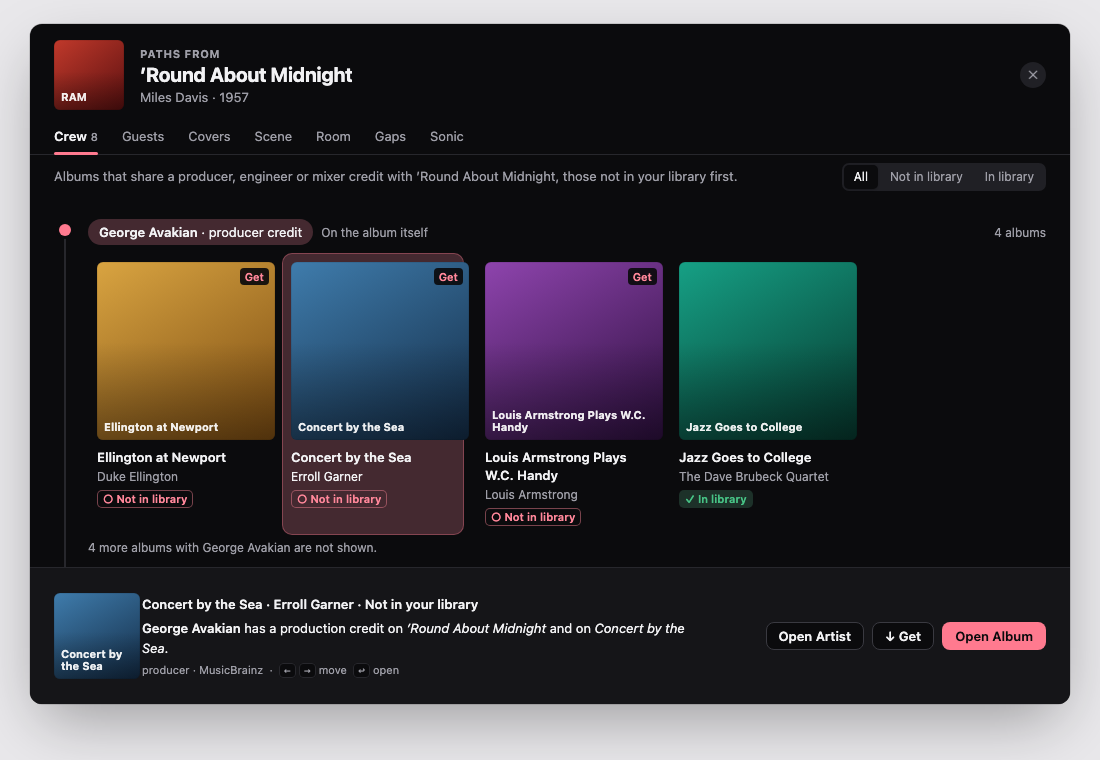 RAM
PATHS FROM
’Round About Midnight
Miles Davis · 1957
✕
Crew 8 Guests Covers Scene Room Gaps Sonic
Albums that share a producer, engineer or mixer credit with ’Round About Midnight, those not in your library first.
All Not in library In library
George Avakian · producer credit On the album itself 4 albums
Get Get Get
Ellington at Newport
Concert by the Sea
Louis Armstrong Plays W.C.
Handy
Jazz Goes to College
Ellington at Newport
Duke Ellington
Not in library
Concert by the Sea
Erroll Garner
Not in library
Louis Armstrong Plays
W.C. Handy
Louis Armstrong
Not in library
Jazz Goes to College
The Dave Brubeck Quartet
✓ In library
4 more albums with George Avakian are not shown.
Concert by
the Sea
Concert by the Sea · Erroll Garner · Not in your library
George Avakian has a production credit on ’Round About Midnight and on Concert by the
Sea.
producer · MusicBrainz · ← → move ↵ open
Open Artist
↓ Get
Open Album